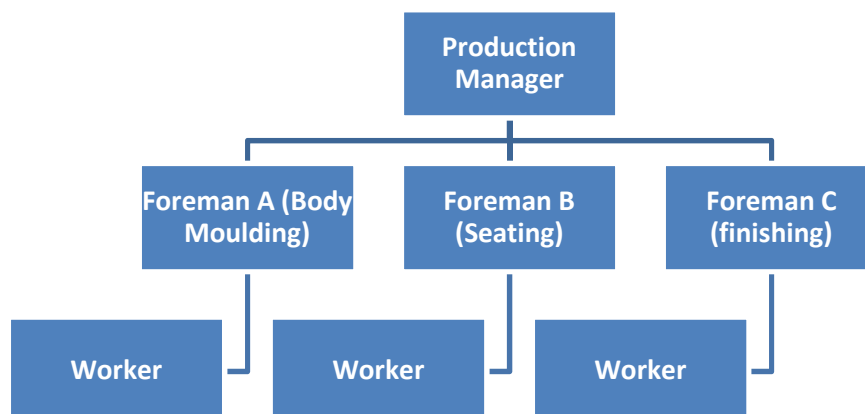 Production
Manager
Foreman A (Body
Moulding)
Foreman B
(Seating)
Foreman C
(finishing)
Worker
Worker
Worker